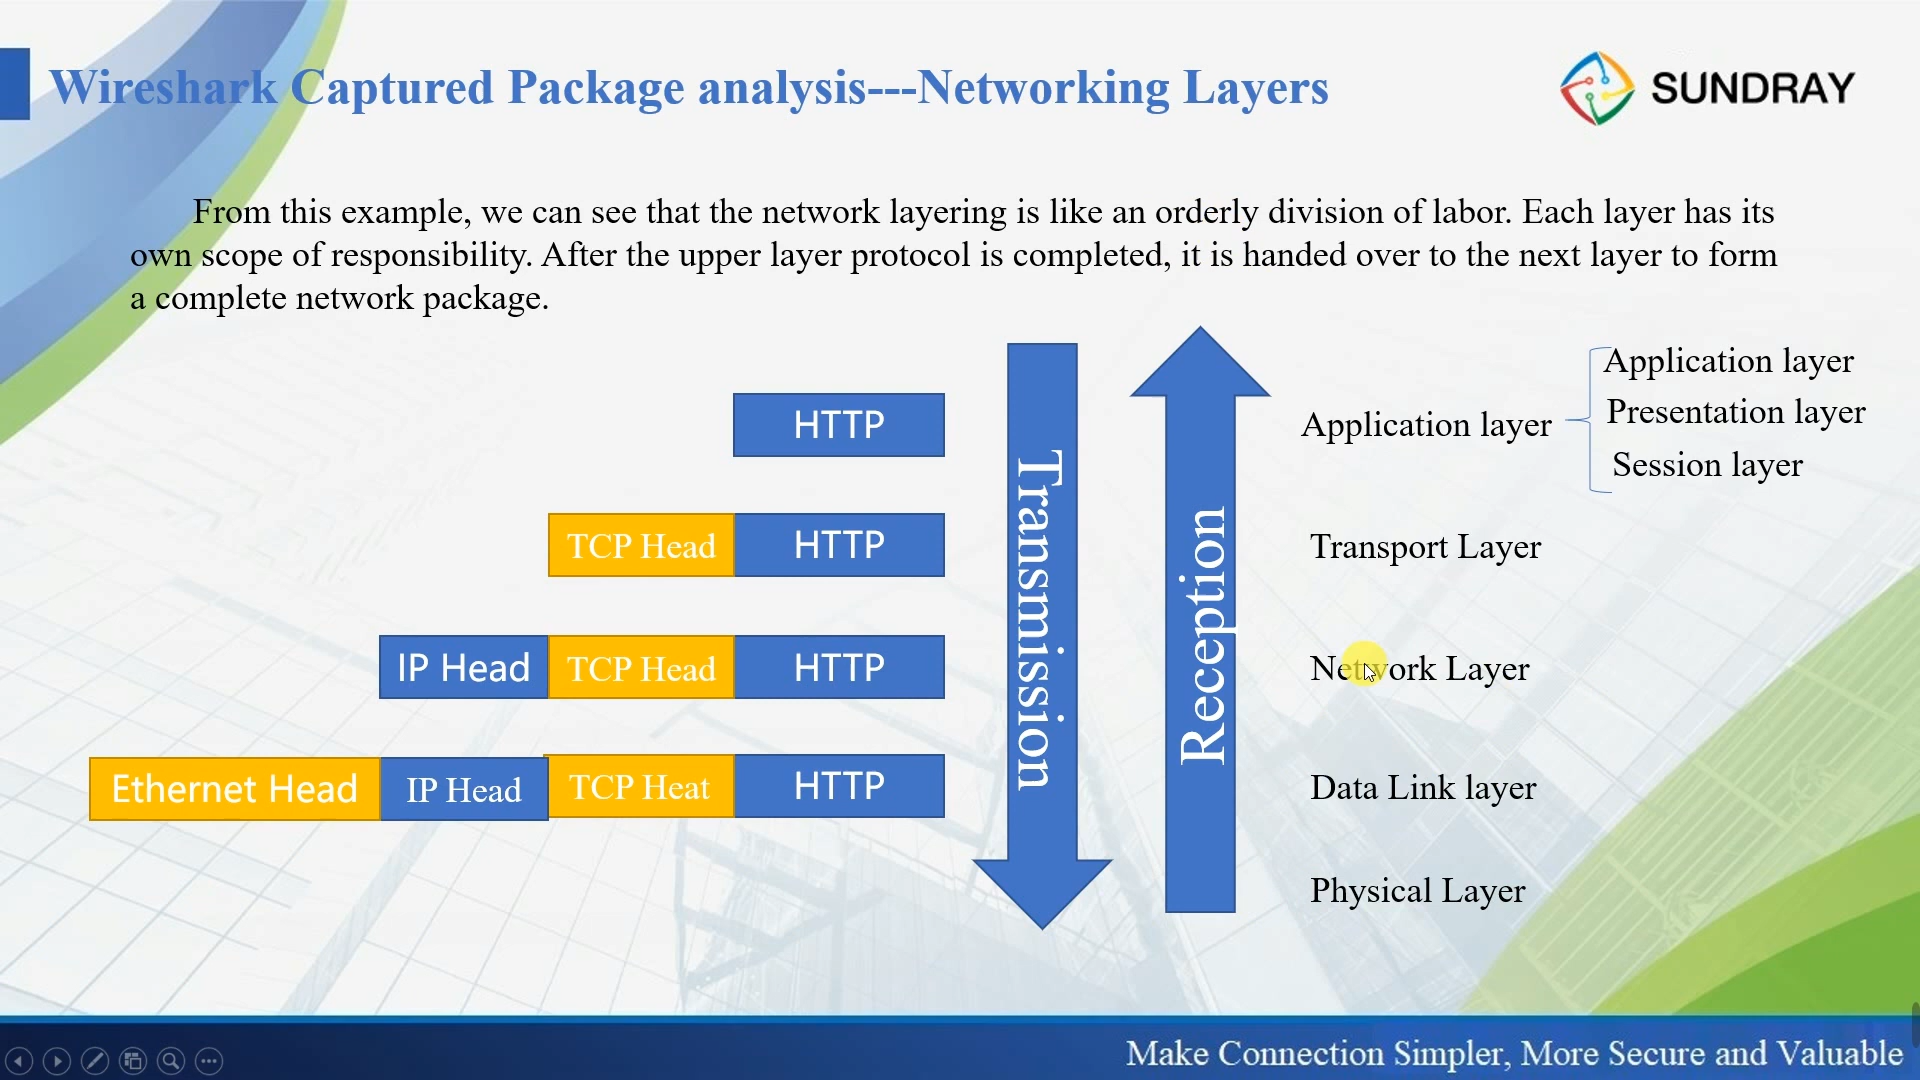 Wireshark Captured Package analysis---Networking Layers
SUNDRAY
From this example, we can see that the network layering is like an orderly division of labor. Each layer has its
own scope of responsibility. After the upper layer protocol is completed, it is handed over to the next layer to form
a complete network package.
HTTP
TCP Head HTTP
IP Head TCP Head HTTP
Ethernet Head IP Head TCP Heat HTTP
Transmission
Reception
Application layer
Application layer
Presentation layer
Session layer
Transport Layer
Network Layer
Data Link layer
Physical Layer
Make Connection Simpler, More Secure and Valuable